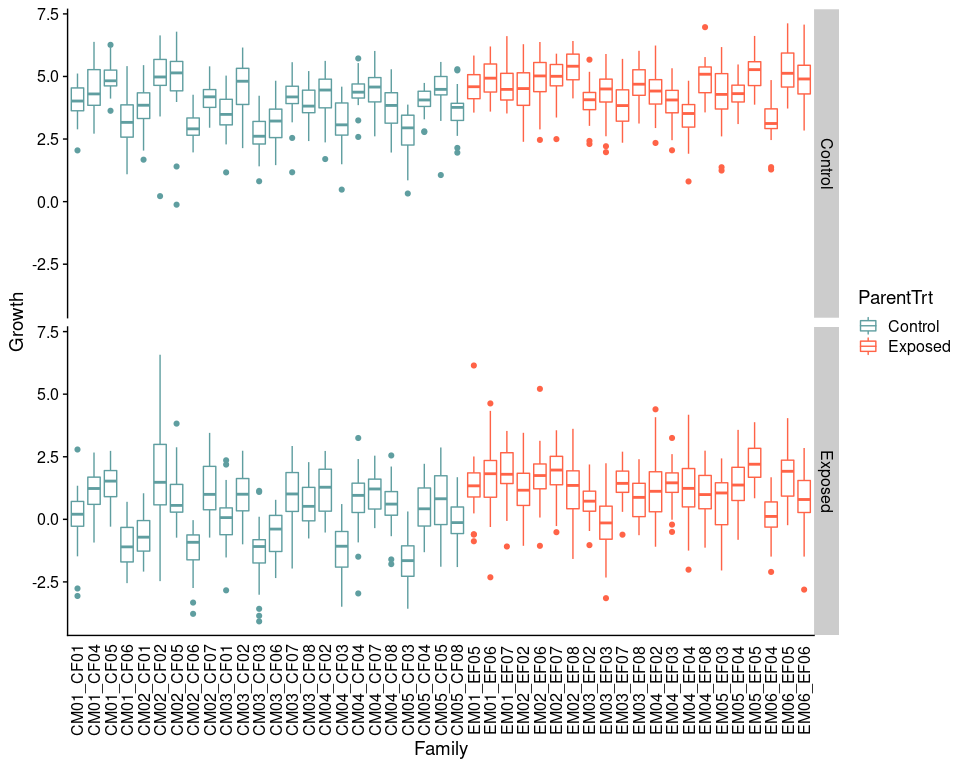 7.5
5.0
2.5
0.0
-2.5
Control
7.5
5.0
2.5
0.0
-2.5
Exposed
Growth
CM01_CF01
CM01_CF04
CM01_CF05
CM01_CF06
CM02_CF01
CM02_CF02
CM02_CF05
CM02_CF06
CM02_CF07
CM03_CF01
CM03_CF02
CM03_CF03
CM03_CF06
CM03_CF07
CM03_CF08
CM04_CF02
CM04_CF03
CM04_CF04
CM04_CF07
CM04_CF08
CM05_CF03
CM05_CF04
CM05_CF05
CM05_CF08
EM01_EF05
EM01_EF06
EM01_EF07
EM02_EF02
EM02_EF06
EM02_EF07
EM02_EF08
EM03_EF02
EM03_EF03
EM03_EF07
EM03_EF08
EM04_EF02
EM04_EF03
EM04_EF04
EM04_EF08
EM05_EF03
EM05_EF04
EM05_EF05
EM06_EF04
EM06_EF05
EM06_EF06
Family
ParentTrt
Control
Exposed